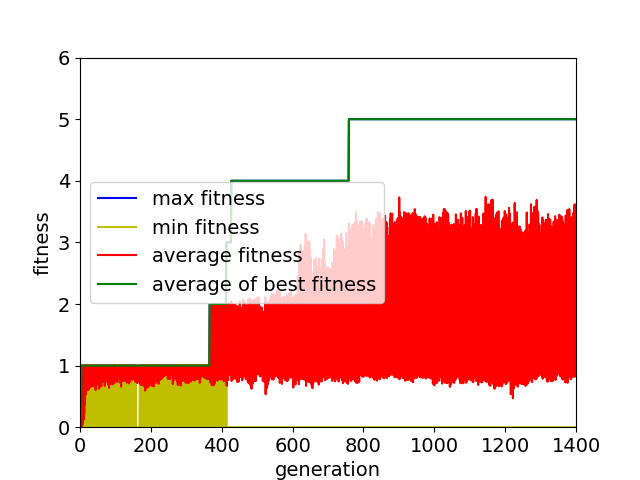 6
5
4
3
2
1
0
fitness
max fitness
min fitness
average fitness
average of best fitness
0 200 400 600 800 1000 1200 1400
generation